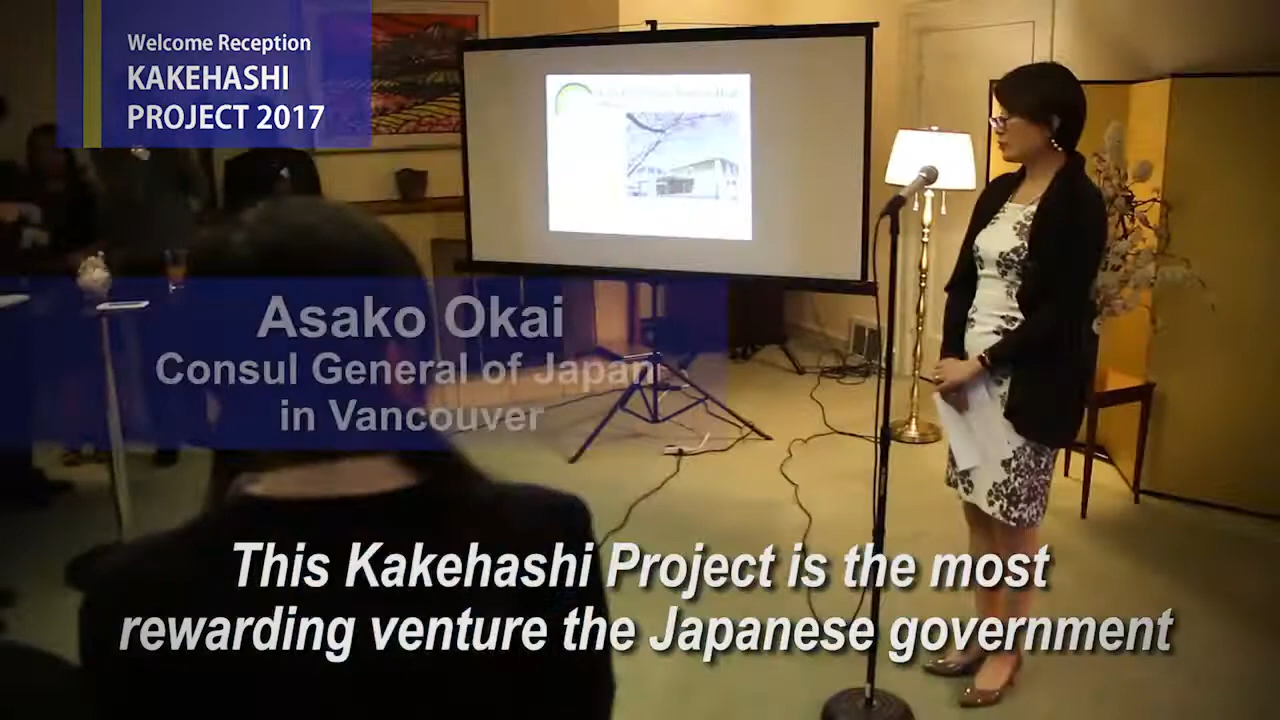 Welcome Reception
KAKEHASHI
PROJECT 2017
Asako Okai
Consul General of Japan
in Vancouver
This Kakehashi Project is the most
rewarding venture the Japanese government